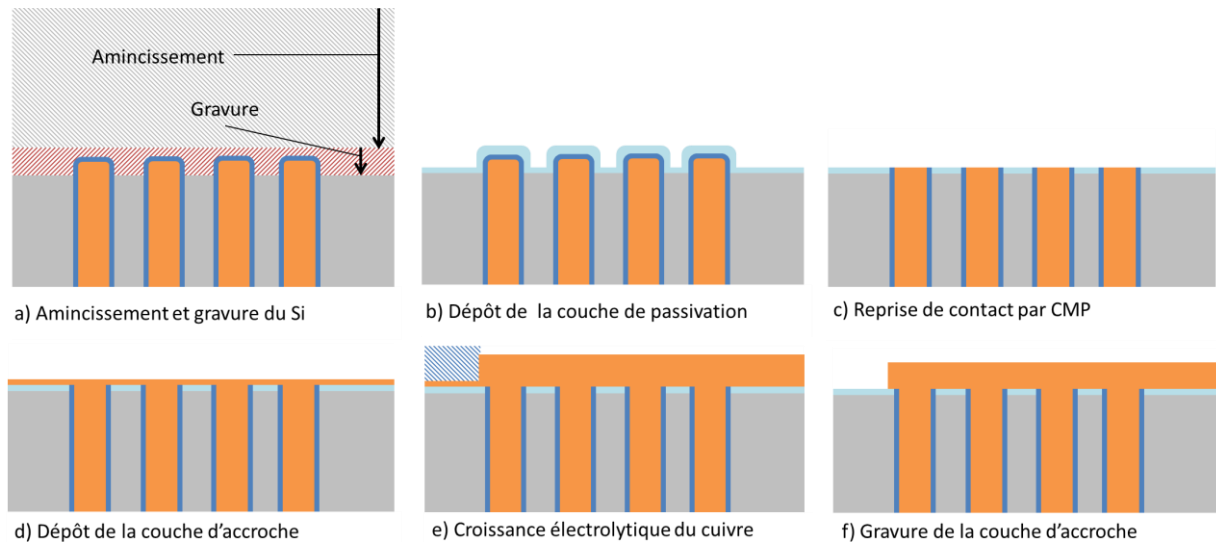 Amincissement
Gravure
a) Amincissement et gravure du Si
b) Dépôt de la couche de passivation
c) Reprise de contact par CMP
d) Dépôt de la couche d'accroche
e) Croissance électrolytique du cuivre
f) Gravure de la couche d'accroche